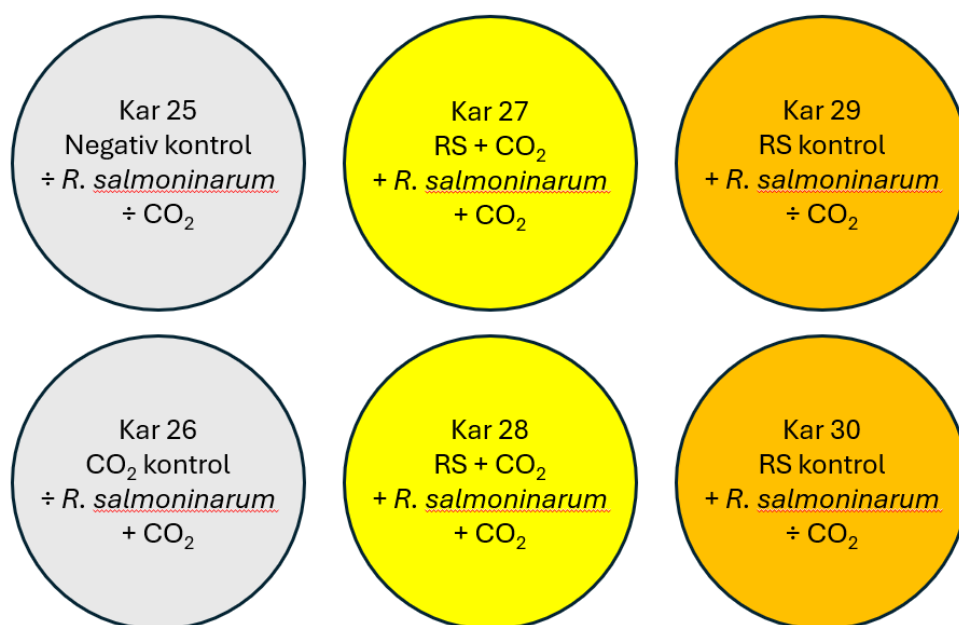 Kar 25
Negativ kontrol
÷ R. salmoninarum
÷ CO₂
Kar 27
RS + CO₂
+ R. salmoninarum
+ CO₂
Kar 29
RS kontrol
+ R. salmoninarum
÷ CO₂
Kar 26
CO₂ kontrol
÷ R. salmoninarum
+ CO₂
Kar 28
RS + CO₂
+ R. salmoninarum
+ CO₂
Kar 30
RS kontrol
+ R. salmoninarum
÷ CO₂